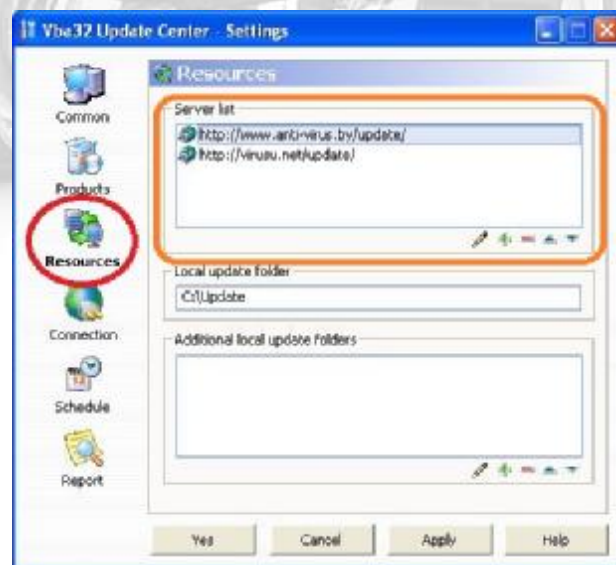 Vba32 Update Center - Settings
Common
Products
Resources
Connection
Schedule
Report
Resources
Server list
http://www.anti-virus.by/update/
http://virusu.net/update/
Local update folder
C:\Update
Additional local update folders
Yes
Cancel
Apply
Help